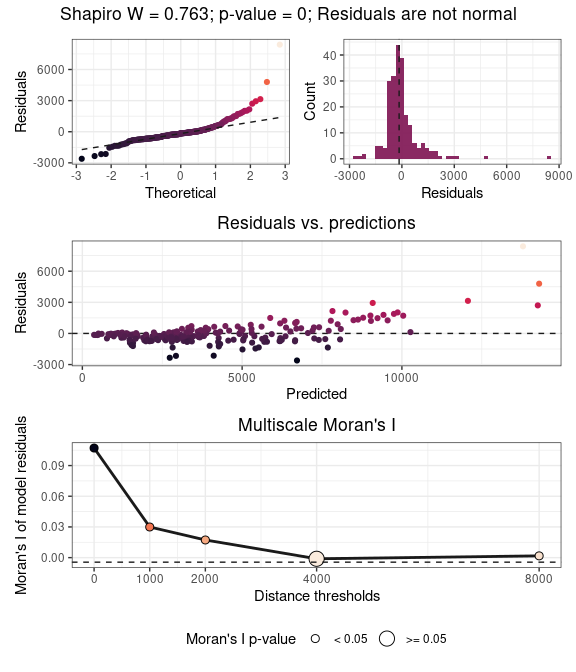 Shapiro W = 0.763; p-value = 0; Residuals are not normal
Residuals
6000
3000
0
-3000
-3 -2 -1 0 1 2 3
Theoretical
Count
40
30
20
10
0
-3000 0 3000 6000 9000
Residuals
Residuals vs. predictions
Residuals
6000
3000
0
-3000
0 5000 10000
Predicted
Multiscale Moran's I
Moran's I of model residuals
0.09
0.06
0.03
0.00
0 1000 2000 4000 8000
Distance thresholds
Moran's I p-value < 0.05 >= 0.05